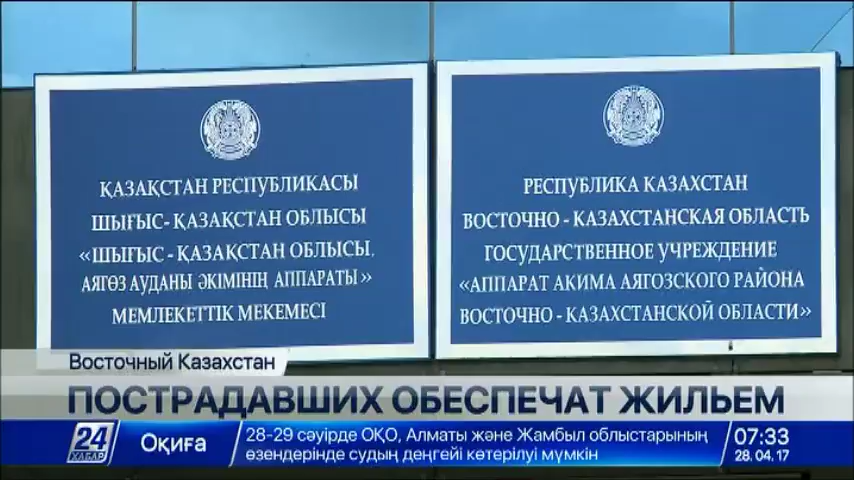 ҚАЗАҚСТАН РЕСПУБЛИКАСЫ
ШЫҒЫС- ҚАЗАҚСТАН ОБЛЫСЫ
«ШЫҒЫС - ҚАЗАҚСТАН ОБЛЫСЫ,
АЯГӨЗ АУДАНЫ ӘКІМІНІҢ АППАРАТЫ»
МЕМЛЕКЕТТІК МЕКЕМЕСІ
РЕСПУБЛИКА КАЗАХСТАН
ВОСТОЧНО - КАЗАХСТАНСКАЯ ОБЛАСТЬ
ГОСУДАРСТВЕННОЕ УЧРЕЖДЕНИЕ
«АППАРАТ АКИМА АЯГОЗСКОГО РАЙОНА
ВОСТОЧНО - КАЗАХСТАНСКОЙ ОБЛАСТИ»
Восточный Казахстан
ПОСТРАДАВШИХ ОБЕСПЕЧАТ ЖИЛЬЕМ
24
ХАБАР
Оқиға
28-29 сәуірде ОҚО, Алматы және Жамбыл облыстарының
өзендерінде судың деңгейі көтерілуі мүмкін
07:33
28.04.17